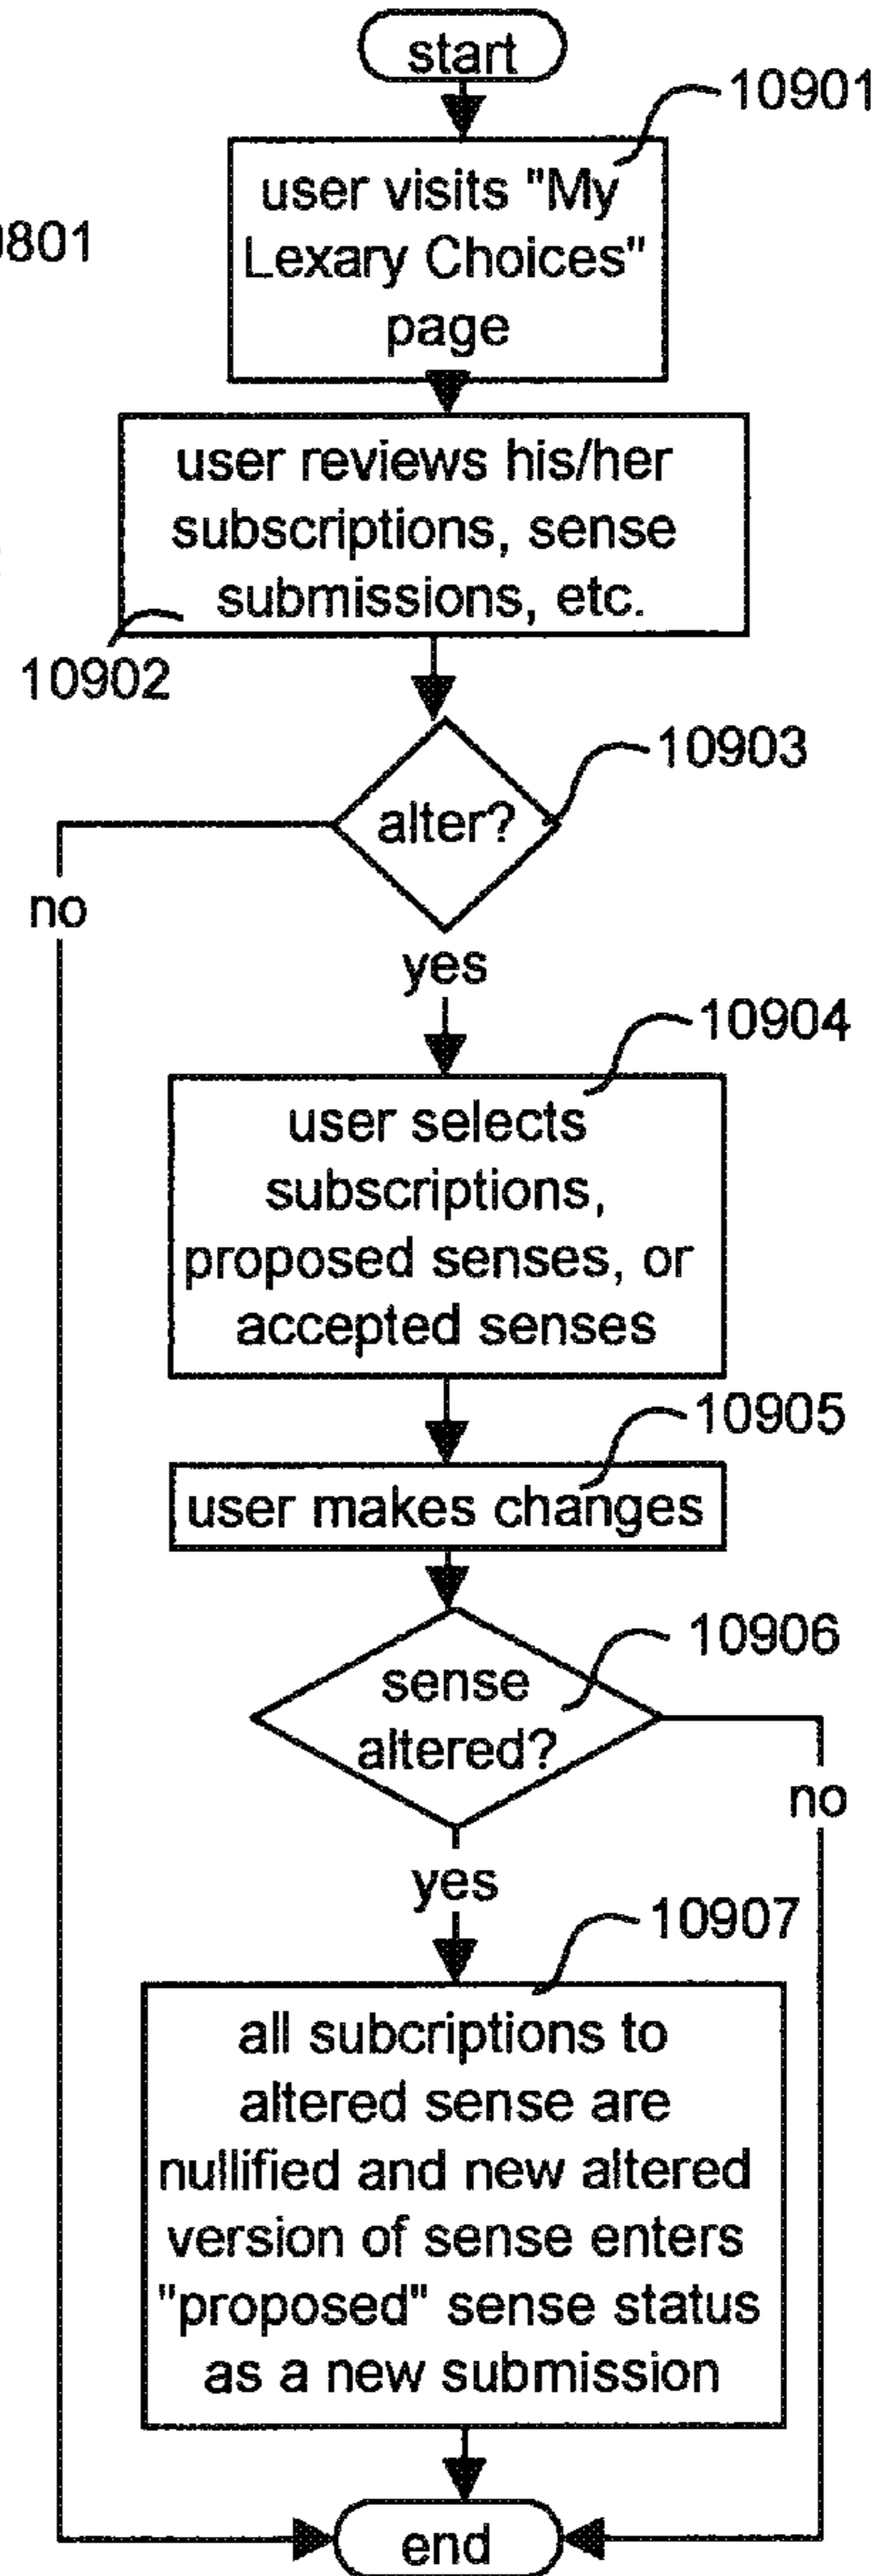 start
10901
user visits "My
Lexary Choices"
page
0801
user reviews his/her
subscriptions, sense
submissions, etc.
10902
10903
alter?
no
yes
10904
user selects
subscriptions,
proposed senses, or
accepted senses
10905
user makes changes
10906
sense
altered?
no
yes
10907
all subcriptions to
altered sense are
nullified and new altered
version of sense enters
"proposed" sense status
as a new submission
end